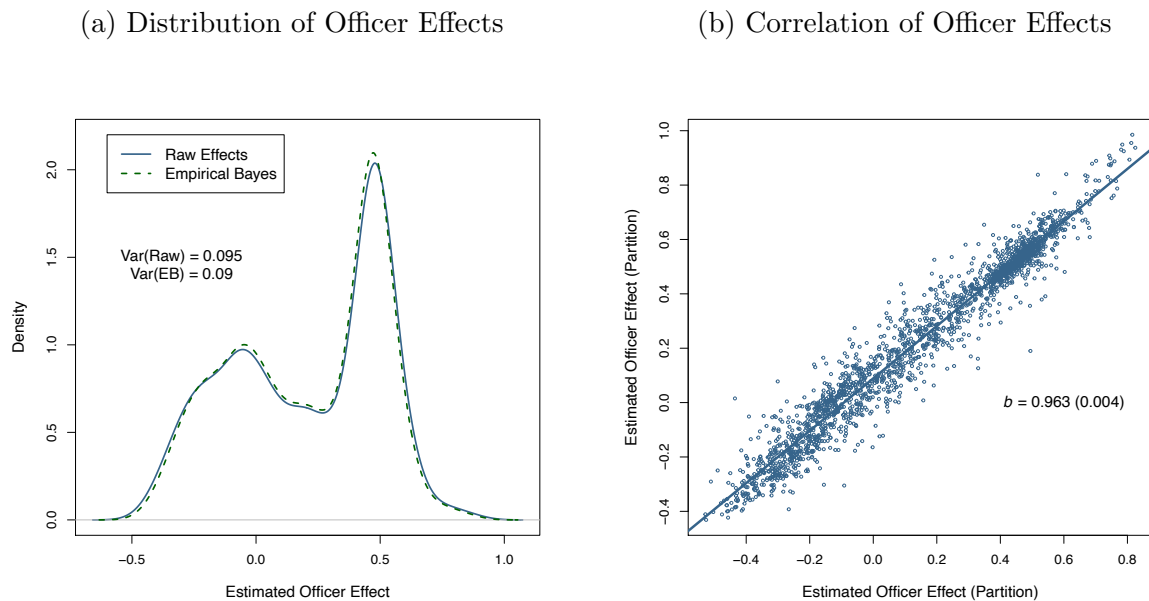 (a) Distribution of Officer Effects
(b) Correlation of Officer Effects
Raw Effects
Empirical Bayes
Var(Raw) = 0.095
Var(EB) = 0.09
Density
0.0
0.5
1.0
1.5
2.0
−0.5
0.0
0.5
1.0
Estimated Officer Effect
Estimated Officer Effect (Partition)
1.0
0.8
0.6
0.4
0.2
0.0
−0.2
−0.4
b = 0.963 (0.004)
−0.4
−0.2
0.0
0.2
0.4
0.6
0.8
Estimated Officer Effect (Partition)